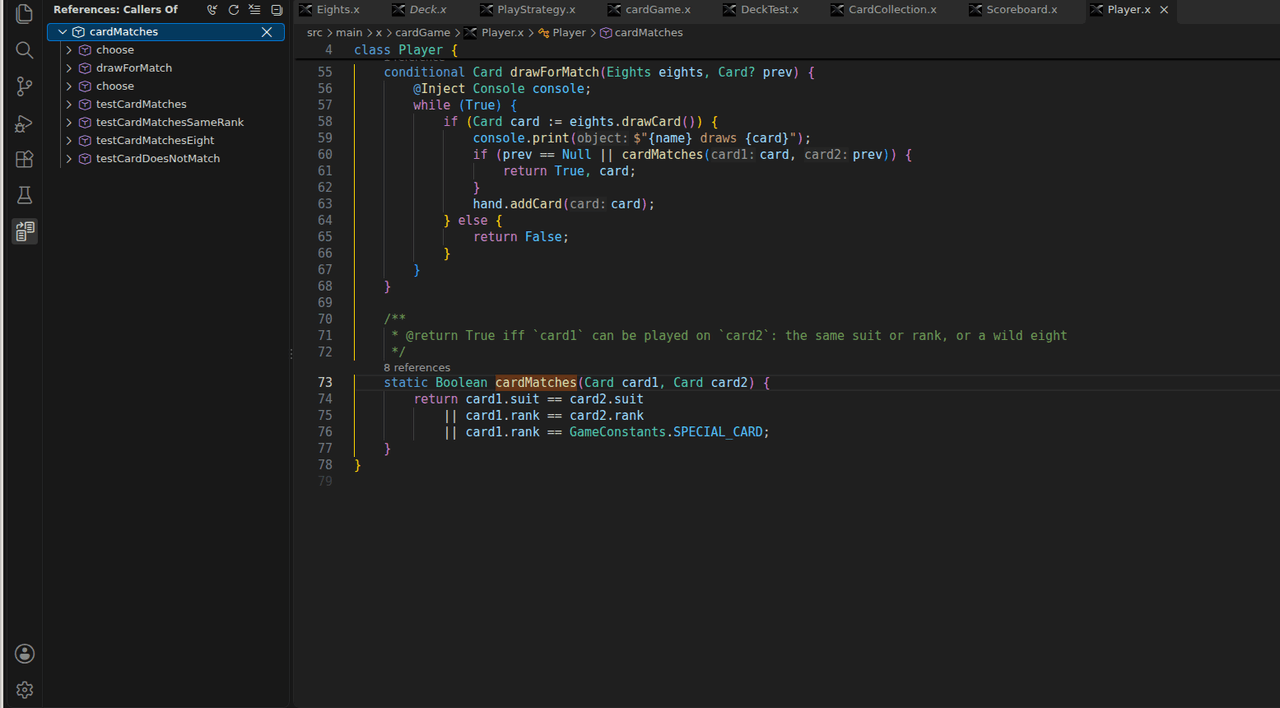 References: Callers Of
cardMatches
choose
drawForMatch
choose
testCardMatches
testCardMatchesSameRank
testCardMatchesEight
testCardDoesNotMatch
Eights.x Deck.x PlayStrategy.x cardGame.x DeckTest.x CardCollection.x Scoreboard.x Player.x
src > main > x > cardGame > Player.x > Player > cardMatches
4 class Player {
55 conditional Card drawForMatch(Eights eights, Card? prev) {
56 @Inject Console console;
57 while (True) {
58 if (Card card := eights.drawCard()) {
59 console.print(object: $"{name} draws {card}");
60 if (prev == Null || cardMatches(card1: card, card2: prev)) {
61 return True, card;
62 }
63 hand.addCard(card: card);
64 } else {
65 return False;
66 }
67 }
68 }
69
70 /**
71 * @return True iff `card1` can be played on `card2`: the same suit or rank, or a wild eight
72 */
8 references
73 static Boolean cardMatches(Card card1, Card card2) {
74 return card1.suit == card2.suit
75 || card1.rank == card2.rank
76 || card1.rank == GameConstants.SPECIAL_CARD;
77 }
78 }
79